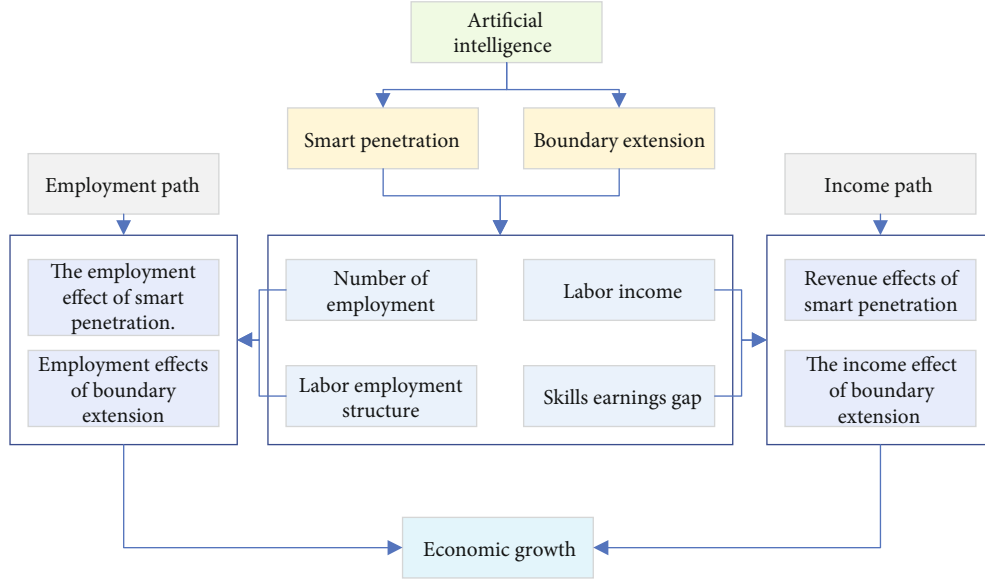 Artificial
intelligence
Smart penetration
Boundary extension
Employment path
Income path
The employment
effect of smart
penetration.
Employment effects
of boundary
extension
Number of
employment
Labor income
Labor employment
structure
Skills earnings gap
Revenue effects of
smart penetration
The income effect
of boundary
extension
Economic growth